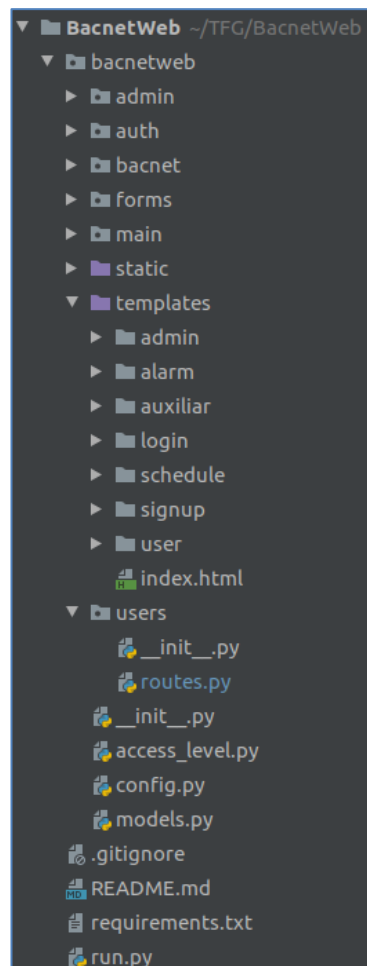 BacnetWeb ~/TFG/BacnetWeb
bacnetweb
admin
auth
bacnet
forms
main
static
templates
admin
alarm
auxiliar
login
schedule
signup
user
index.html
users
__init__.py
routes.py
__init__.py
access_level.py
config.py
models.py
.gitignore
README.md
requirements.txt
run.py